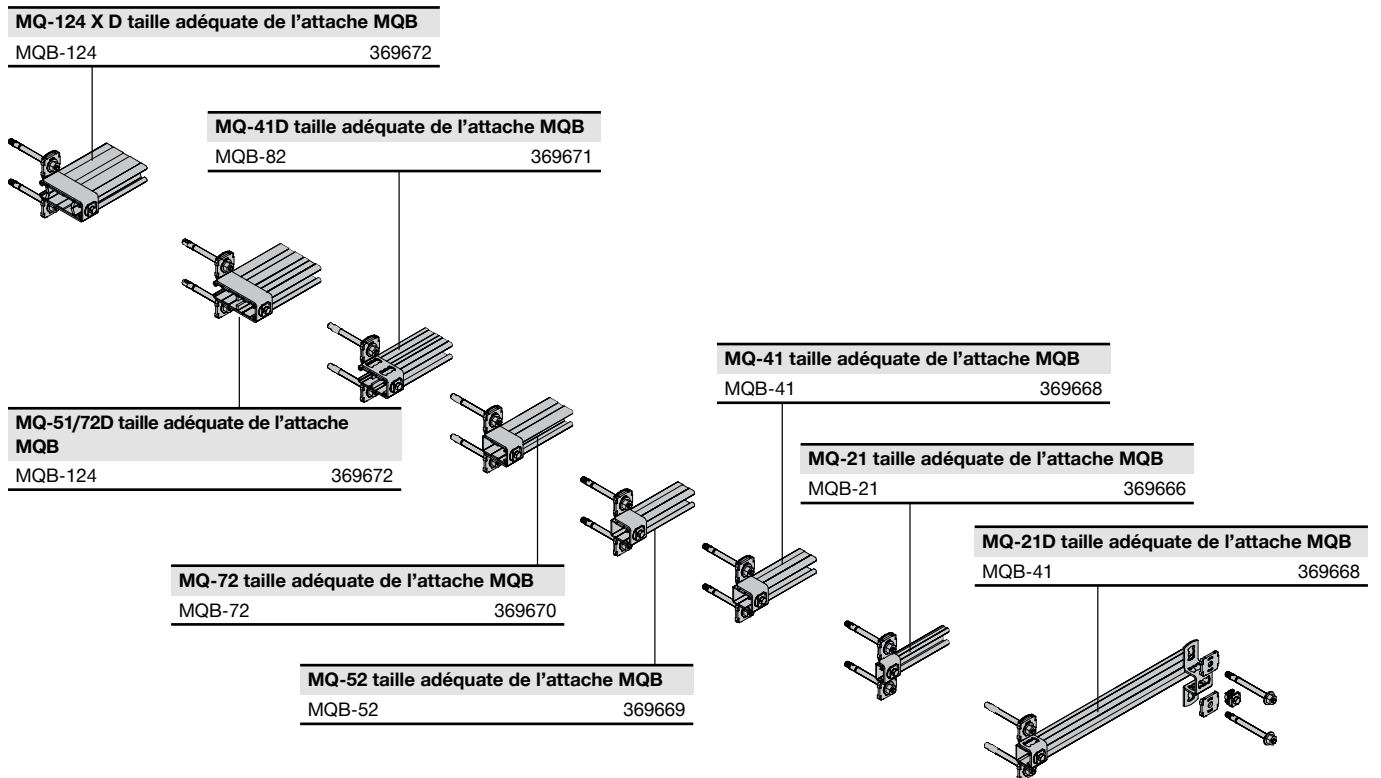 MQ-124 X D taille adéquate de l’attache MQB
MQB-124 369672
MQ-41D taille adéquate de l’attache MQB
MQB-82 369671
MQ-41 taille adéquate de l’attache MQB
MQB-41 369668
MQ-51/72D taille adéquate de l’attache
MQB
MQB-124 369672
MQ-21 taille adéquate de l’attache MQB
MQB-21 369666
MQ-21D taille adéquate de l’attache MQB
MQB-41 369668
MQ-72 taille adéquate de l’attache MQB
MQB-72 369670
MQ-52 taille adéquate de l’attache MQB
MQB-52 369669